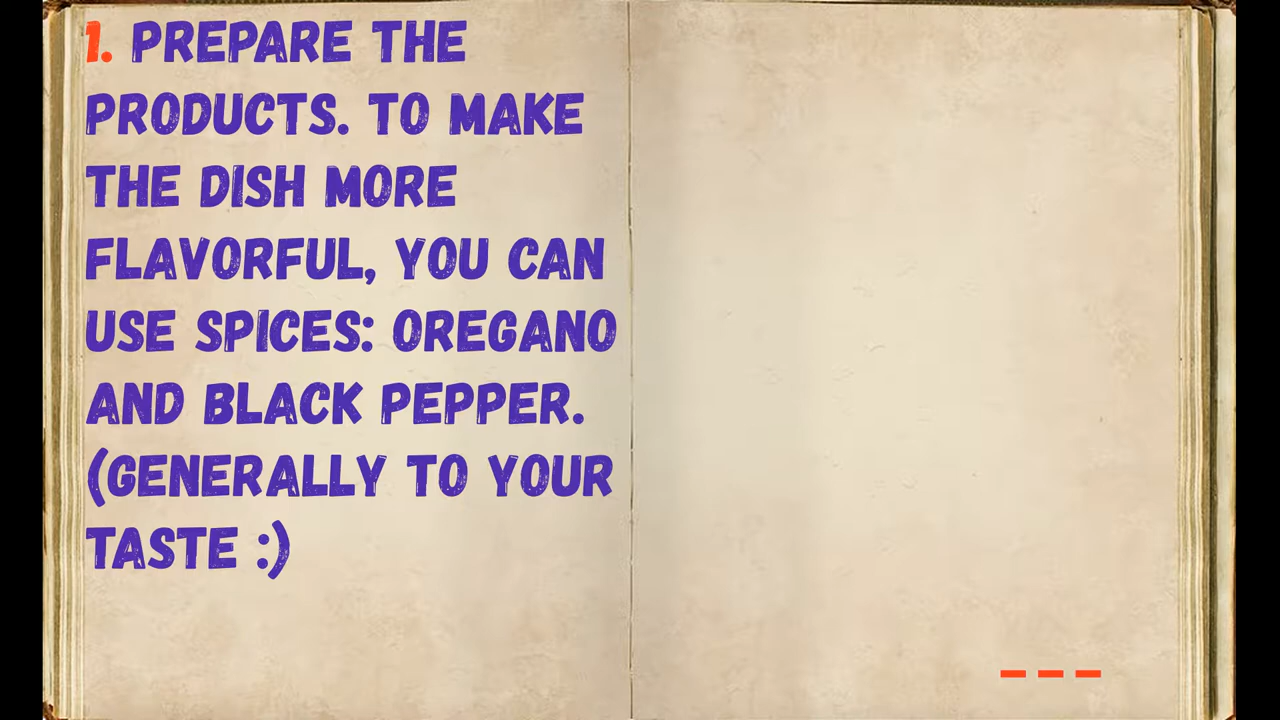 1. PREPARE THE
PRODUCTS. TO MAKE
THE DISH MORE
FLAVORFUL, YOU CAN
USE SPICES: OREGANO
AND BLACK PEPPER.
(GENERALLY TO YOUR
TASTE :)
---